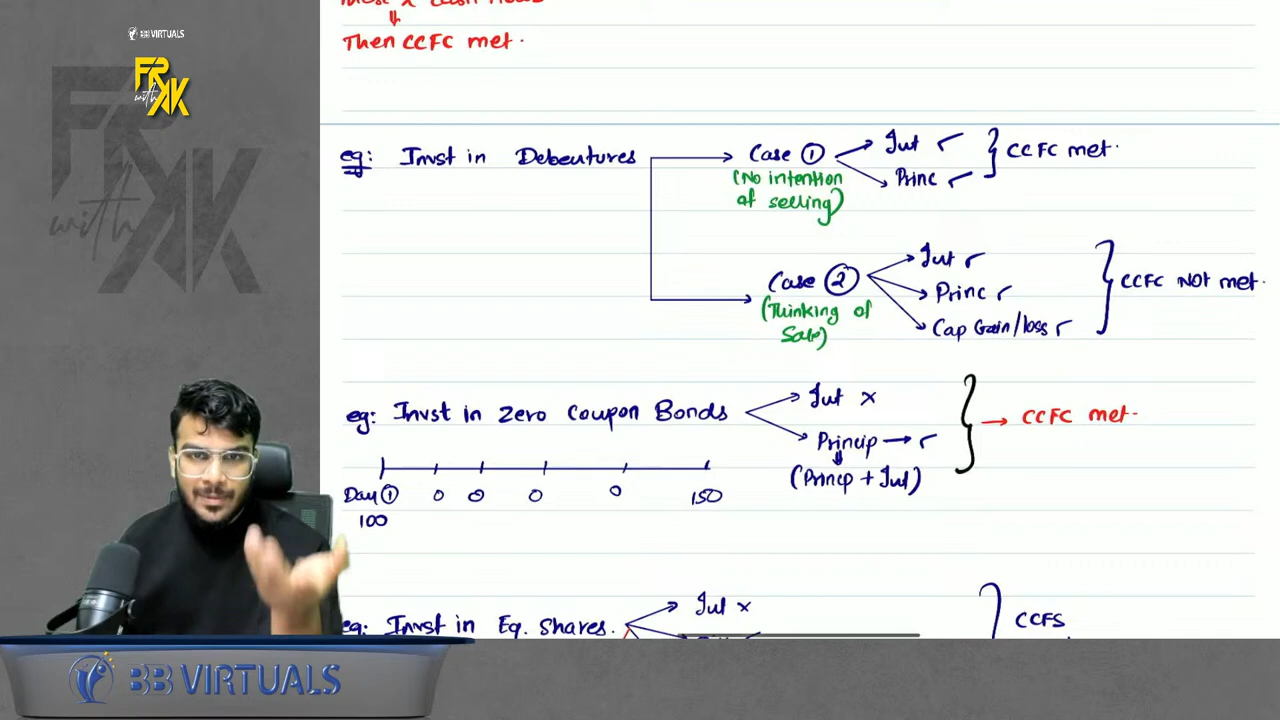 BB VIRTUALS
FR
with
KK
Then CCFC met.
eg: Invst in Debentures
Case ①
(No intention
of selling)
Int ✓
Princ ✓
CCFC met.
Case ②
(Thinking of
Sale)
Int ✓
Princ ✓
Cap Gain/loss ✓
CCFC NOT met.
eg: Invst in Zero Coupon Bonds
Int x
Princip → ✓
(Princp + Int)
→ CCFC met.
Day ① 0 0 0 0 150
100
eg: Invst in Eq. Shares.
Int x
CCFS
BB VIRTUALS